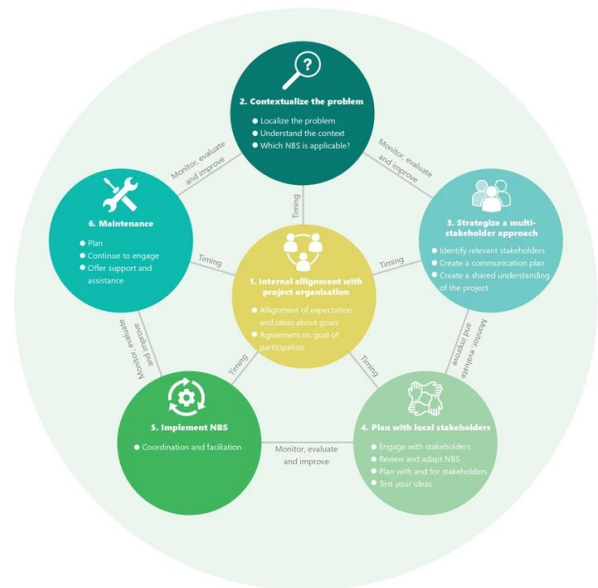 ?
2. Contextualize the problem
● Localize the problem
● Understand the context
● Which NBS is applicable?
Monitor, evaluate
and improve
Monitor, evaluate
and improve
6. Maintenance
● Plan
● Continue to engage
● Offer support and
assistance
Timing
3. Strategize a multi-
stakeholder approach
● Identify relevant stakeholders
● Create a communication plan
● Create a shared understanding
of the project
Timing
Timing
1. Internal allignment with
project organisation
● Allignment of expectation
and ideas about goals
● Agreement on goal of
participation
Monitor, evaluate
and improve
Monitor, evaluate
and improve
Timing
Timing
5. Implement NBS
● Coordination and faciliation
Monitor, evaluate
and improve
4. Plan with local stakeholders
● Engage with stakeholders
● Review and adapt NBS
● Plan with and for stakeholders
● Test your ideas